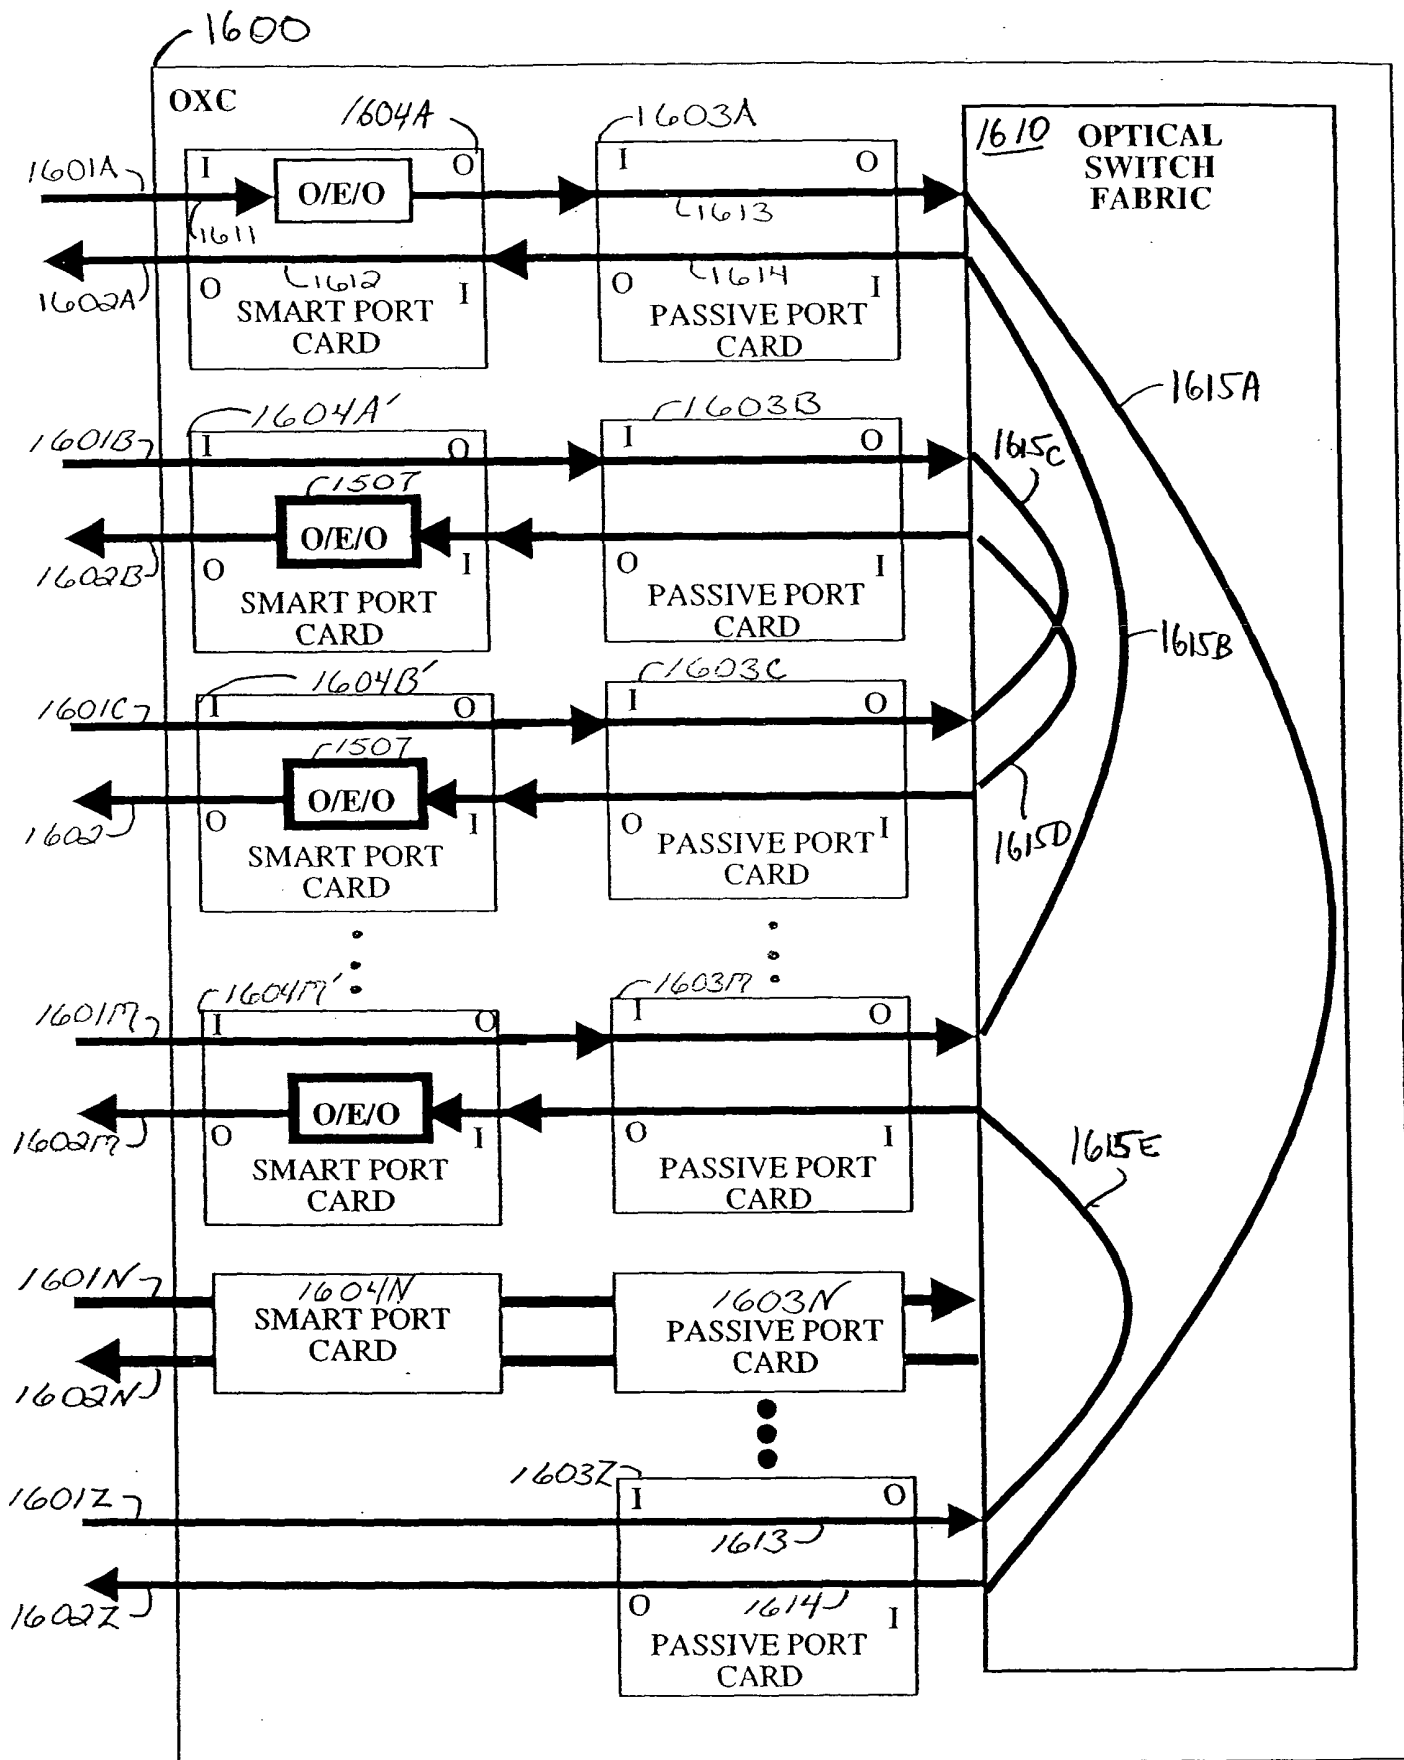 1600
OXC
1604A
1603A
1610 OPTICAL
SWITCH
FABRIC
1601A
I
O/E/O
O
I
O
1611
1613
1602A
O
1612
I
O
1614
I
SMART PORT
CARD
PASSIVE PORT
CARD
1615A
1604A'
1603B
1601B
I
O
I
O
1615C
1507
O/E/O
1602B
O
I
O
I
SMART PORT
CARD
PASSIVE PORT
CARD
1615B
1604B'
1603C
1601C
I
O
I
O
1507
O/E/O
1602
O
I
O
I
1615D
SMART PORT
CARD
PASSIVE PORT
CARD
1604M'
1603M
1601M
I
O
I
O
O/E/O
1602M
O
I
O
I
1615E
SMART PORT
CARD
PASSIVE PORT
CARD
1601N
1604N
SMART PORT
CARD
1603N
PASSIVE PORT
CARD
1602N
1603Z
1601Z
I
O
1613
1602Z
O
1614
I
PASSIVE PORT
CARD